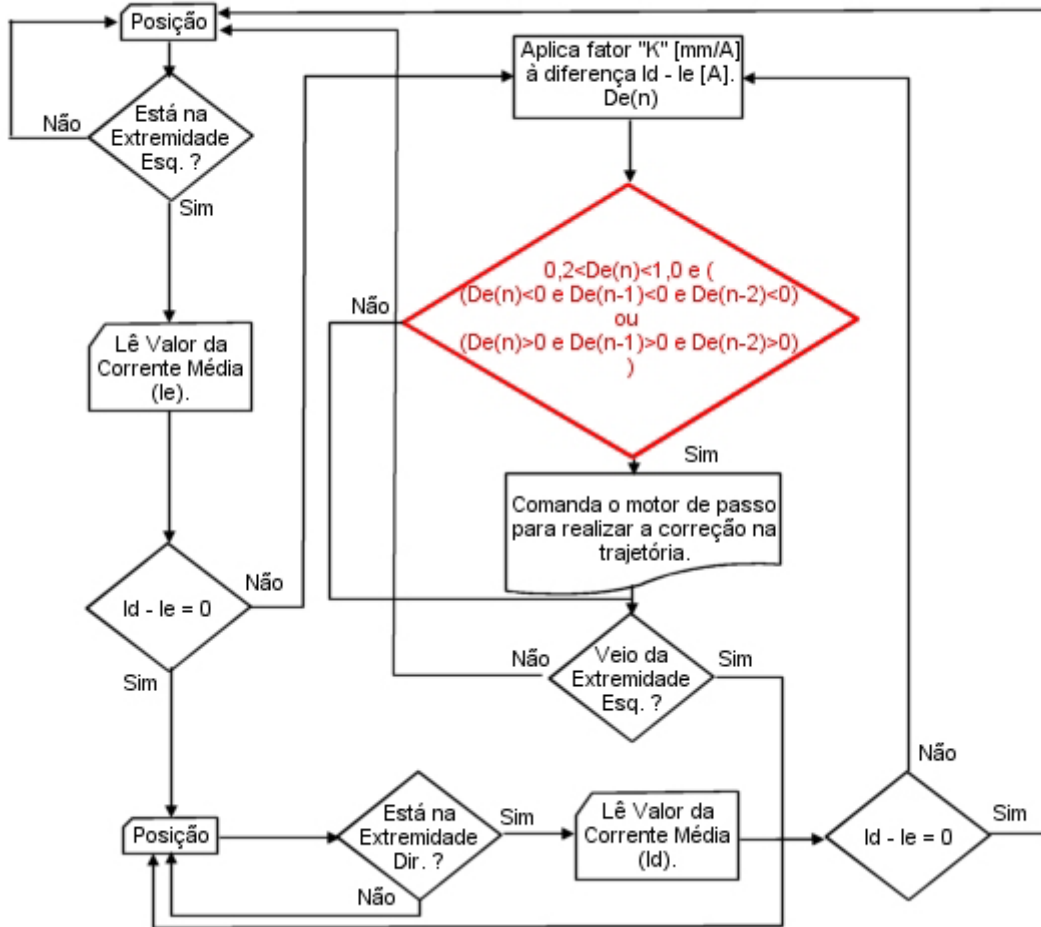 Posição
Está na
Extremidade
Esq. ?
Não
Sim
Lê Valor da
Corrente Média
(Ie).
Id - Ie = 0
Não
Sim
Aplica fator "K" [mm/A]
à diferença Id - Ie [A].
De(n)
0,2<De(n)<1,0 e (
(De(n)<0 e De(n-1)<0 e De(n-2)<0)
ou
(De(n)>0 e De(n-1)>0 e De(n-2)>0)
)
Não
Sim
Comanda o motor de passo
para realizar a correção na
trajetória.
Veio da
Extremidade
Esq. ?
Não
Sim
Posição
Está na
Extremidade
Dir. ?
Sim
Não
Lê Valor da
Corrente Média
(Id).
Id - Ie = 0
Não
Sim